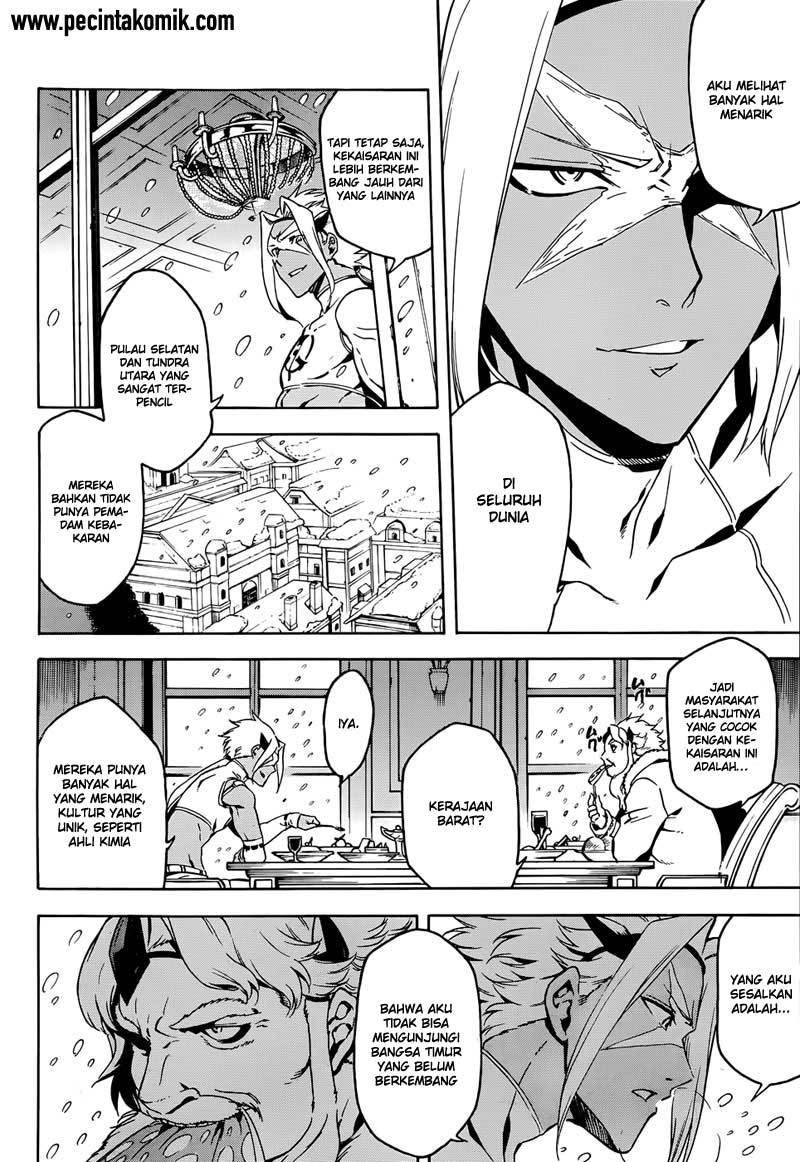 www.pecintakomik.com
AKU MELIHAT
BANYAK HAL
MENARIK
DI
SELURUH
DUNIA
TAPI TETAP SAJA,
KEKAISARAN INI
LEBIH BERKEM-
BANG JAUH DARI
YANG LAINNYA
PULAU SELATAN
DAN TUNDRA
UTARA YANG
SANGAT TER-
PENCIL
MEREKA
BAHKAN TIDAK
PUNYA PEMA-
DAM KEBA-
KARAN
JADI
MASYARAKAT
SELANJUTNYA
YANG COCOK
DENGAN KE-
KAISARAN INI
ADALAH...
KERAJAAN
BARAT?
IYA.
MEREKA PUNYA
BANYAK HAL
YANG MENARIK,
KULTUR YANG
UNIK, SEPERTI
AHLI KIMIA
YANG AKU
SESALKAN
ADALAH...
BAHWA AKU
TIDAK BISA
MENGUNJUNGI
BANGSA TIMUR
YANG BELUM
BERKEMBANG